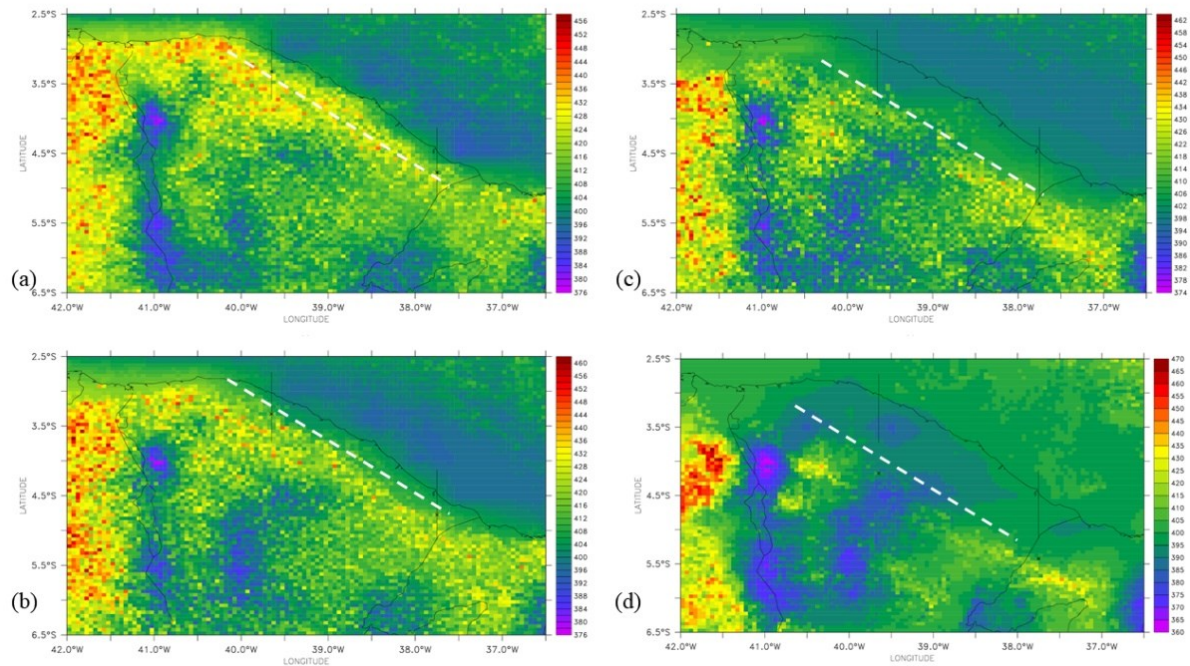 2.5°S
3.5°S
4.5°S
5.5°S
6.5°S
LATITUDE
(a)
42.0°W 41.0°W 40.0°W 39.0°W 38.0°W 37.0°W
LONGITUDE
456
452
448
444
440
436
432
428
424
420
416
412
408
404
400
396
392
388
384
380
376
2.5°S
3.5°S
4.5°S
5.5°S
6.5°S
LATITUDE
(c)
42.0°W 41.0°W 40.0°W 39.0°W 38.0°W 37.0°W
LONGITUDE
462
458
454
450
446
442
438
434
430
426
422
418
414
410
406
402
398
394
390
386
382
378
374
2.5°S
3.5°S
4.5°S
5.5°S
6.5°S
LATITUDE
(b)
42.0°W 41.0°W 40.0°W 39.0°W 38.0°W 37.0°W
LONGITUDE
460
456
452
448
444
440
436
432
428
424
420
416
412
408
404
400
396
392
388
384
380
376
2.5°S
3.5°S
4.5°S
5.5°S
6.5°S
LATITUDE
(d)
42.0°W 41.0°W 40.0°W 39.0°W 38.0°W 37.0°W
LONGITUDE
470
465
460
455
450
445
440
435
430
425
420
415
410
405
400
395
390
385
380
375
370
365
360